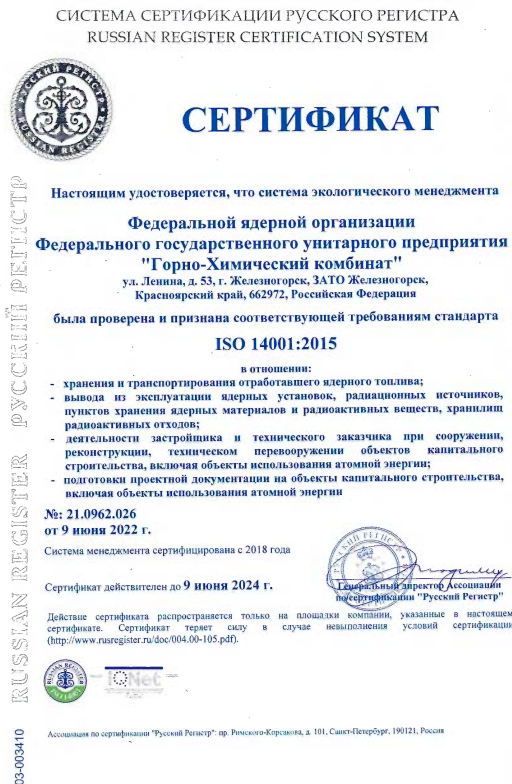 СИСТЕМА СЕРТИФИКАЦИИ РУССКОГО РЕГИСТРА
RUSSIAN REGISTER CERTIFICATION SYSTEM
РУССКИЙ РЕГИСТР
RUSSIAN REGISTER
СЕРТИФИКАТ
Настоящим удостоверяется, что система экологического менеджмента
Федеральной ядерной организации
Федерального государственного унитарного предприятия
"Горно-Химический комбинат"
ул. Ленина, д. 53, г. Железногорск, ЗАТО Железногорск,
Красноярский край, 662972, Российская Федерация
была проверена и признана соответствующей требованиям стандарта
ISO 14001:2015
в отношении:
- хранения и транспортирования отработавшего ядерного топлива;
- вывода из эксплуатации ядерных установок, радиационных источников,
пунктов хранения ядерных материалов и радиоактивных веществ, хранилищ
радиоактивных отходов;
- деятельности застройщика и технического заказчика при сооружении,
реконструкции, техническом перевооружении объектов капитального
строительства, включая объекты использования атомной энергии;
- подготовки проектной документации на объекты капитального строительства,
включая объекты использования атомной энергии
№: 21.0962.026
от 9 июня 2022 г.
Система менеджмента сертифицирована с 2018 года
Сертификат действителен до 9 июня 2024 г.
Генеральный директор Ассоциации
по сертификации "Русский Регистр"
Действие сертификата распространяется только на площадки компании, указанные в настоящем
сертификате. Сертификат теряет силу в случае невыполнения условий сертификации
(http://www.rusregister.ru/doc/004.00-105.pdf).
IQNet
Ассоциация по сертификации "Русский Регистр": пр. Римского-Корсакова, д. 101, Санкт-Петербург, 190121, Россия
RUSSIAN REGISTER РУССКИЙ РЕГИСТР
03-003410